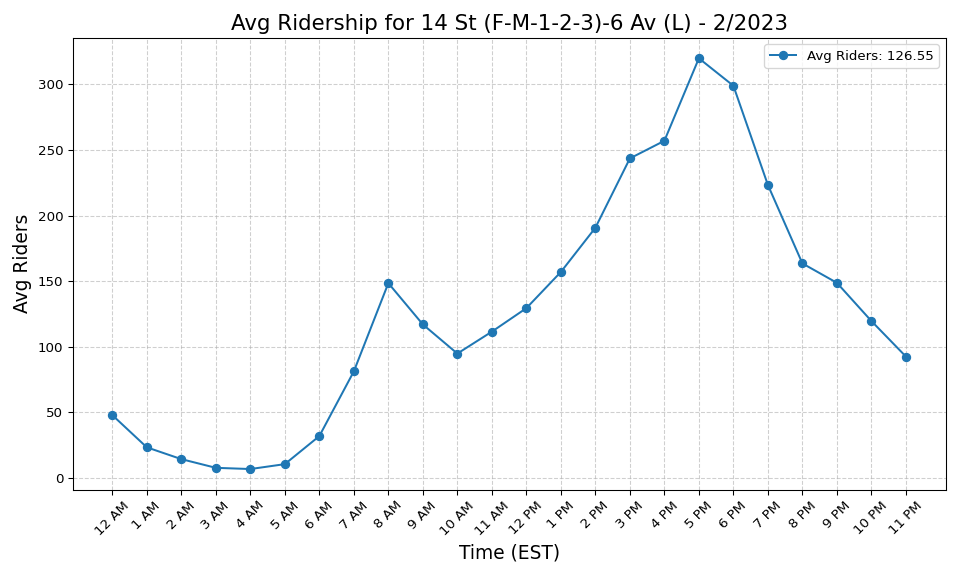 Avg Ridership for 14 St (F-M-1-2-3)-6 Av (L) - 2/2023
Avg Riders: 126.55
Avg Riders
300
250
200
150
100
50
0
12 AM
1 AM
2 AM
3 AM
4 AM
5 AM
6 AM
7 AM
8 AM
9 AM
10 AM
11 AM
12 PM
1 PM
2 PM
3 PM
4 PM
5 PM
6 PM
7 PM
8 PM
9 PM
10 PM
11 PM
Time (EST)